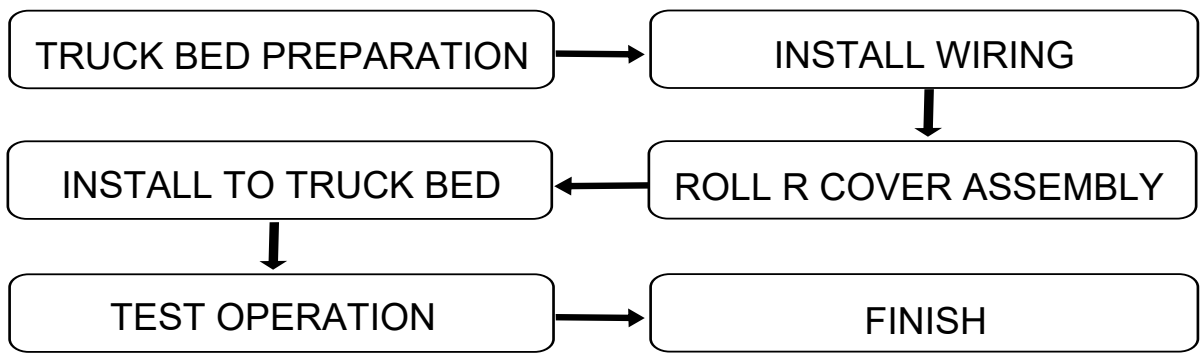 TRUCK BED PREPARATION
INSTALL WIRING
ROLL R COVER ASSEMBLY
INSTALL TO TRUCK BED
TEST OPERATION
FINISH